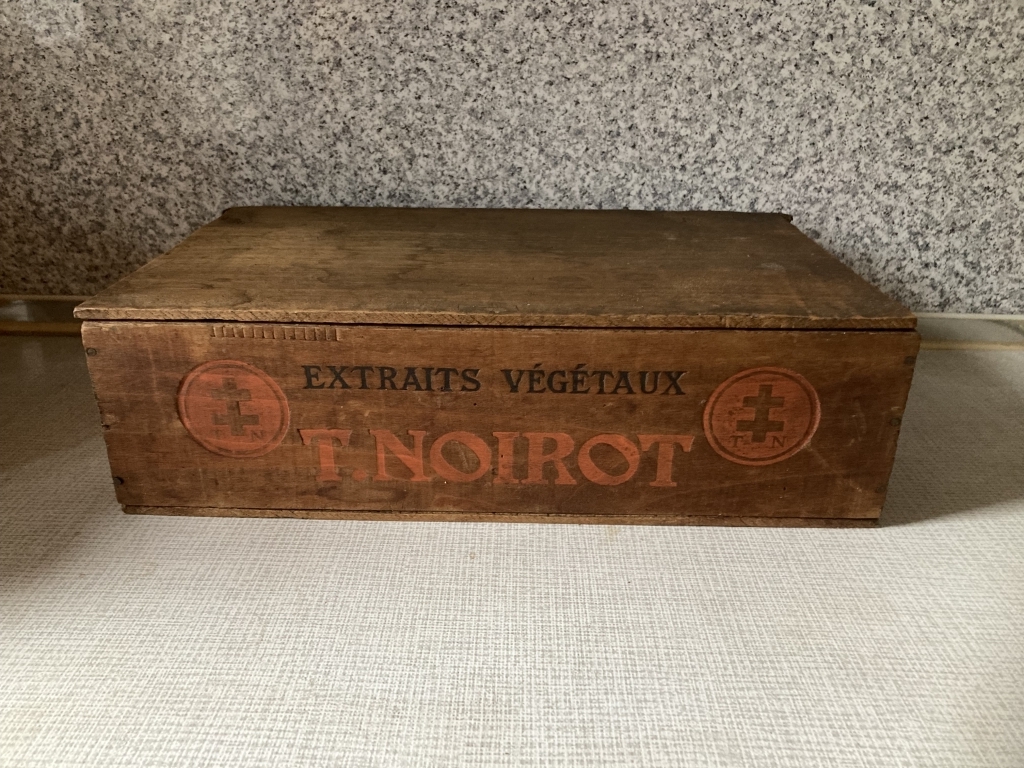 EXTRAITS VÉGÉTAUX
T. NOIROT
N
T N